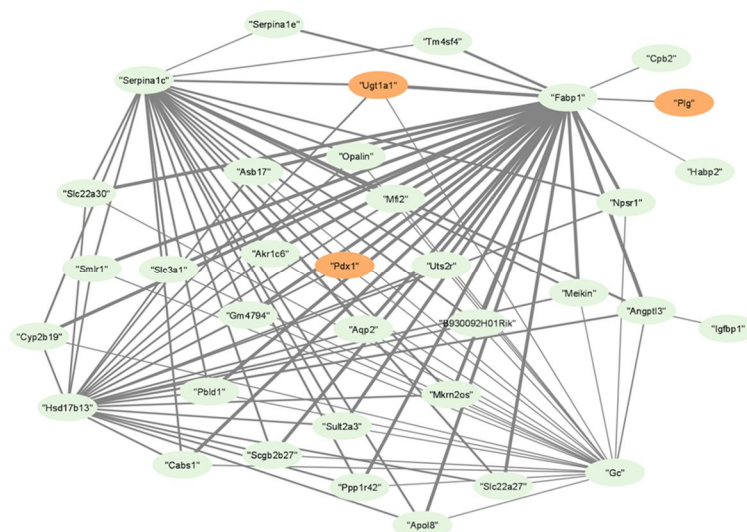 "Serpina1e"
"Tm4sf4"
"Cpb2"
"Serpina1c"
"Ugt1a1"
"Fabp1"
"Plg"
"Opalin"
"Asb17"
"Habp2"
"Slc22a30"
"Mfi2"
"Npsr1"
"Akr1c6"
"Smlr1"
"Slc3a1"
"Pdx1"
"Uts2r"
"Meikin"
"Angptl3"
"Gm4794"
"B930092H01Rik"
"Igfbp1"
"Cyp2b19"
"Aqp2"
"Pbld1"
"Mkrn2os"
"Hsd17b13"
"Sult2a3"
"Scgb2b27"
"Cabs1"
"Gc"
"Ppp1r42"
"Slc22a27"
"Apol8"